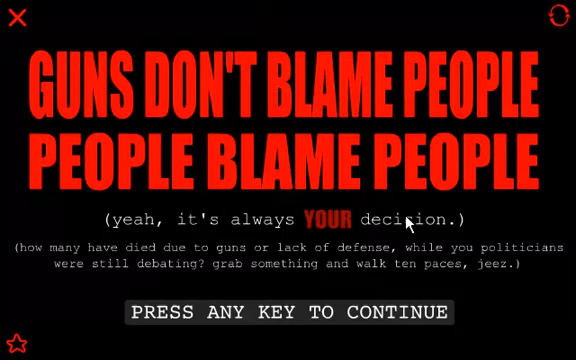 GUNS DON'T BLAME PEOPLE
PEOPLE BLAME PEOPLE
(yeah, it's always YOUR decision.)
(how many have died due to guns or lack of defense, while you politicians
were still debating? grab something and walk ten paces, jeez.)
PRESS ANY KEY TO CONTINUE